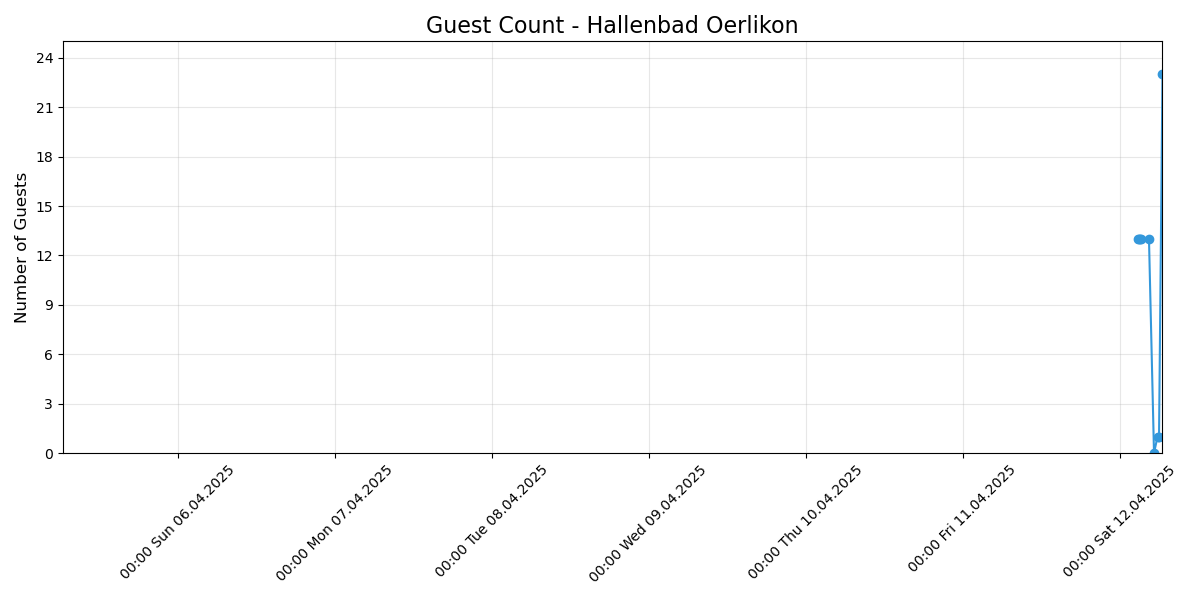 Guest Count - Hallenbad Oerlikon
Number of Guests
24
21
18
15
12
9
6
3
0
00:00 Sun 06.04.2025
00:00 Mon 07.04.2025
00:00 Tue 08.04.2025
00:00 Wed 09.04.2025
00:00 Thu 10.04.2025
00:00 Fri 11.04.2025
00:00 Sat 12.04.2025